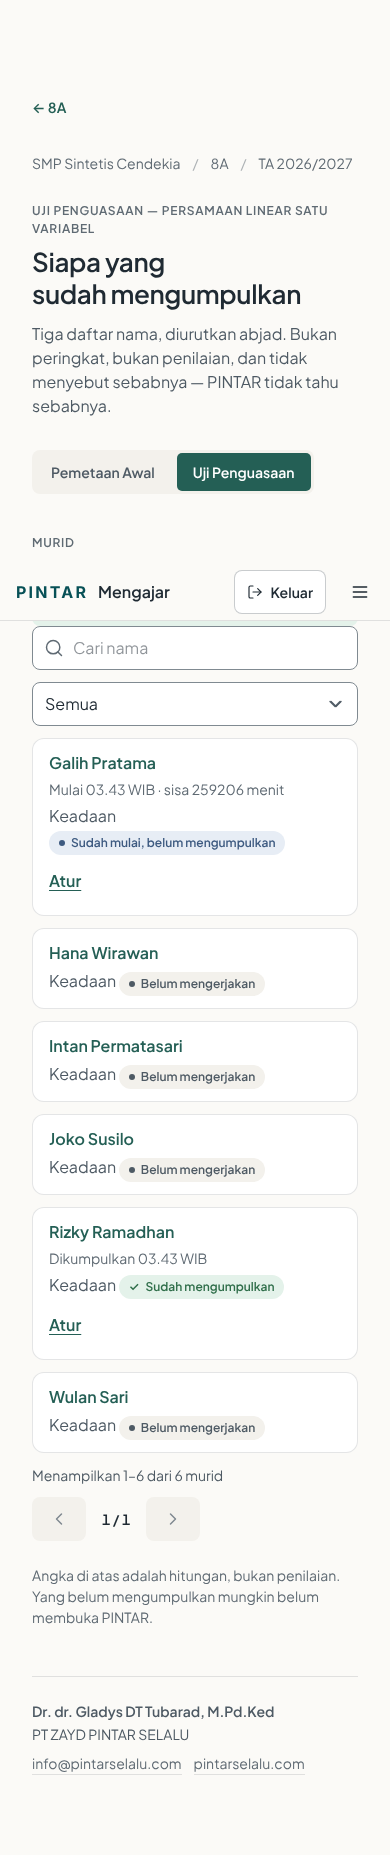 ← 8A
SMP Sintetis Cendekia / 8A / TA 2026/2027
UJI PENGUASAAN — PERSAMAAN LINEAR SATU
VARIABEL
Siapa yang
sudah mengumpulkan
Tiga daftar nama, diurutkan abjad. Bukan
peringkat, bukan penilaian, dan tidak
menyebut sebabnya — PINTAR tidak tahu
sebabnya.
Pemetaan Awal Uji Penguasaan
MURID
PINTAR Mengajar Keluar
Cari nama
Semua
Galih Pratama
Mulai 03.43 WIB · sisa 259206 menit
Keadaan
Sudah mulai, belum mengumpulkan
Atur
Hana Wirawan
Keadaan Belum mengerjakan
Intan Permatasari
Keadaan Belum mengerjakan
Joko Susilo
Keadaan Belum mengerjakan
Rizky Ramadhan
Dikumpulkan 03.43 WIB
Keadaan ✓ Sudah mengumpulkan
Atur
Wulan Sari
Keadaan Belum mengerjakan
Menampilkan 1–6 dari 6 murid
1/1
Angka di atas adalah hitungan, bukan penilaian.
Yang belum mengumpulkan mungkin belum
membuka PINTAR.
Dr. dr. Gladys DT Tubarad, M.Pd.Ked
PT ZAYD PINTAR SELALU
info@pintarselalu.com pintarselalu.com